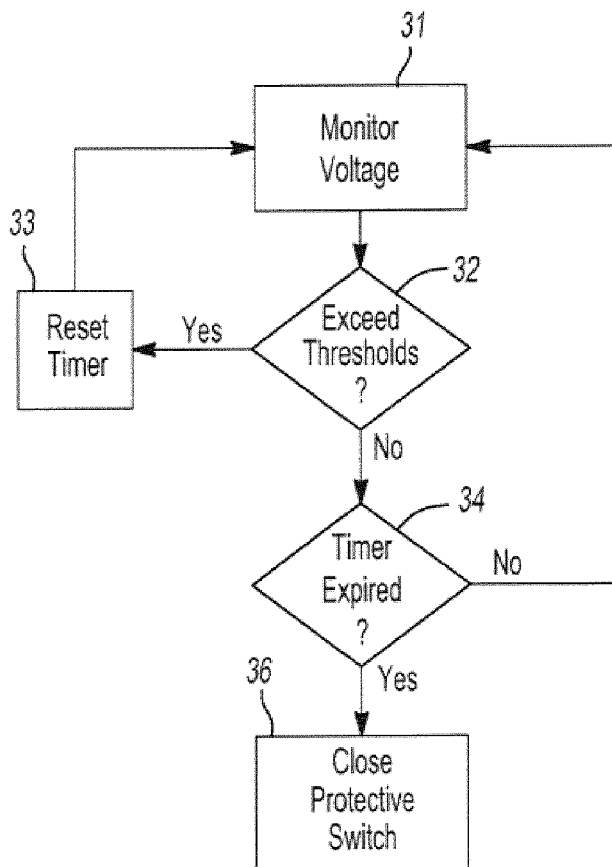 31
Monitor
Voltage
33
32
Reset
Timer
Yes
Exceed
Thresholds
?
No
34
Timer
Expired
?
No
36
Yes
Close
Protective
Switch